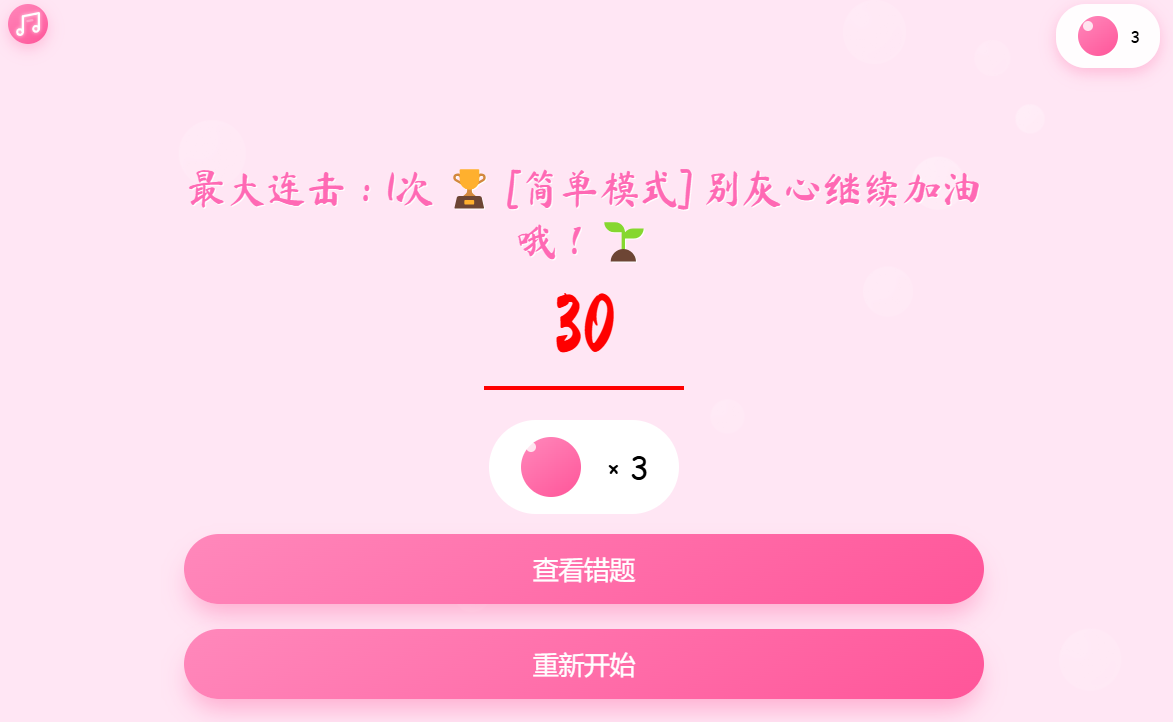 3
最大连击：1次 🏆 [简单模式] 别灰心继续加油
哦！ 🌱
30
× 3
查看错题
重新开始